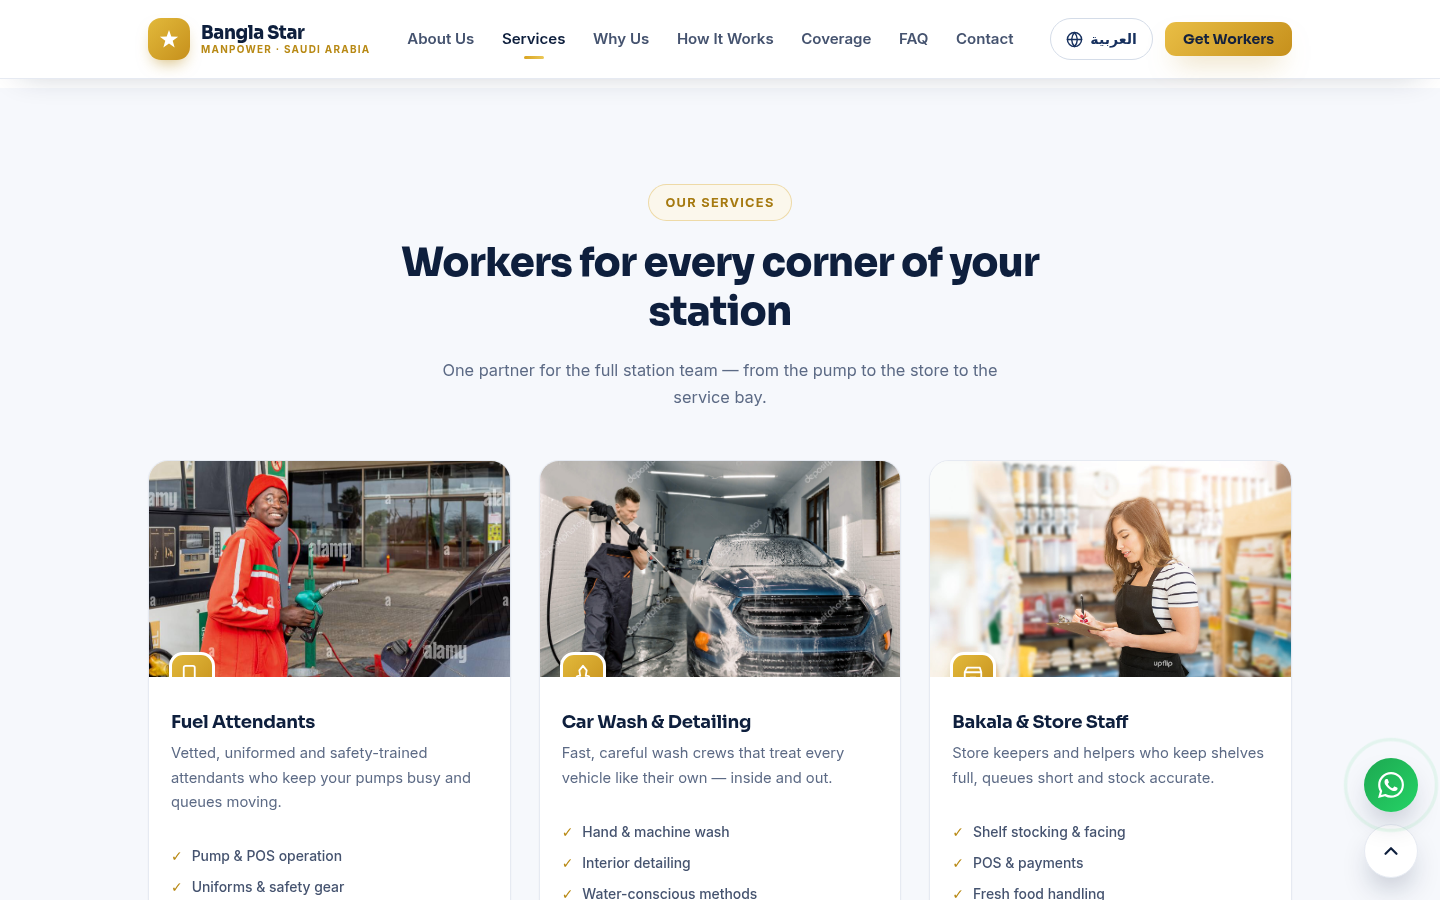 Bangla Star
MANPOWER · SAUDI ARABIA
About Us
Services
Why Us
How It Works
Coverage
FAQ
Contact
العربية
Get Workers
OUR SERVICES
Workers for every corner of your
station
One partner for the full station team — from the pump to the store to the
service bay.
alamy
alamy
alamy
a
a
a
a
a
a
depositphotos
upflip
Fuel Attendants
Vetted, uniformed and safety-trained
attendants who keep your pumps busy and
queues moving.
✓ Pump & POS operation
✓ Uniforms & safety gear
Car Wash & Detailing
Fast, careful wash crews that treat every
vehicle like their own — inside and out.
✓ Hand & machine wash
✓ Interior detailing
✓ Water-conscious methods
Bakala & Store Staff
Store keepers and helpers who keep shelves
full, queues short and stock accurate.
✓ Shelf stocking & facing
✓ POS & payments
✓ Fresh food handling